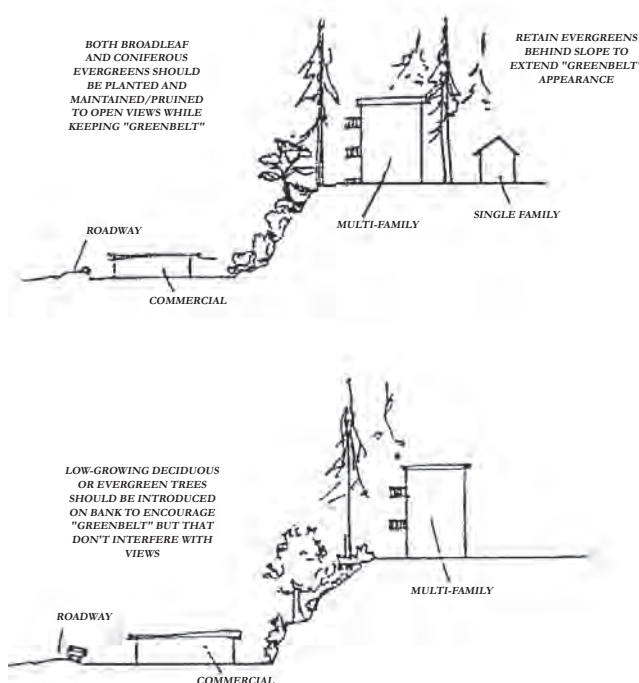 BOTH BROADLEAF
AND CONIFEROUS
EVERGREENS SHOULD
BE PLANTED AND
MAINTAINED/PRUINED
TO OPEN VIEWS WHILE
KEEPING "GREENBELT"
RETAIN EVERGREENS
BEHIND SLOPE TO
EXTEND "GREENBELT"
APPEARANCE
ROADWAY
MULTI-FAMILY
SINGLE FAMILY
COMMERCIAL
LOW-GROWING DECIDUOUS
OR EVERGREEN TREES
SHOULD BE INTRODUCED
ON BANK TO ENCOURAGE
"GREENBELT" BUT THAT
DON'T INTERFERE WITH
VIEWS
MULTI-FAMILY
ROADWAY
COMMERCIAL